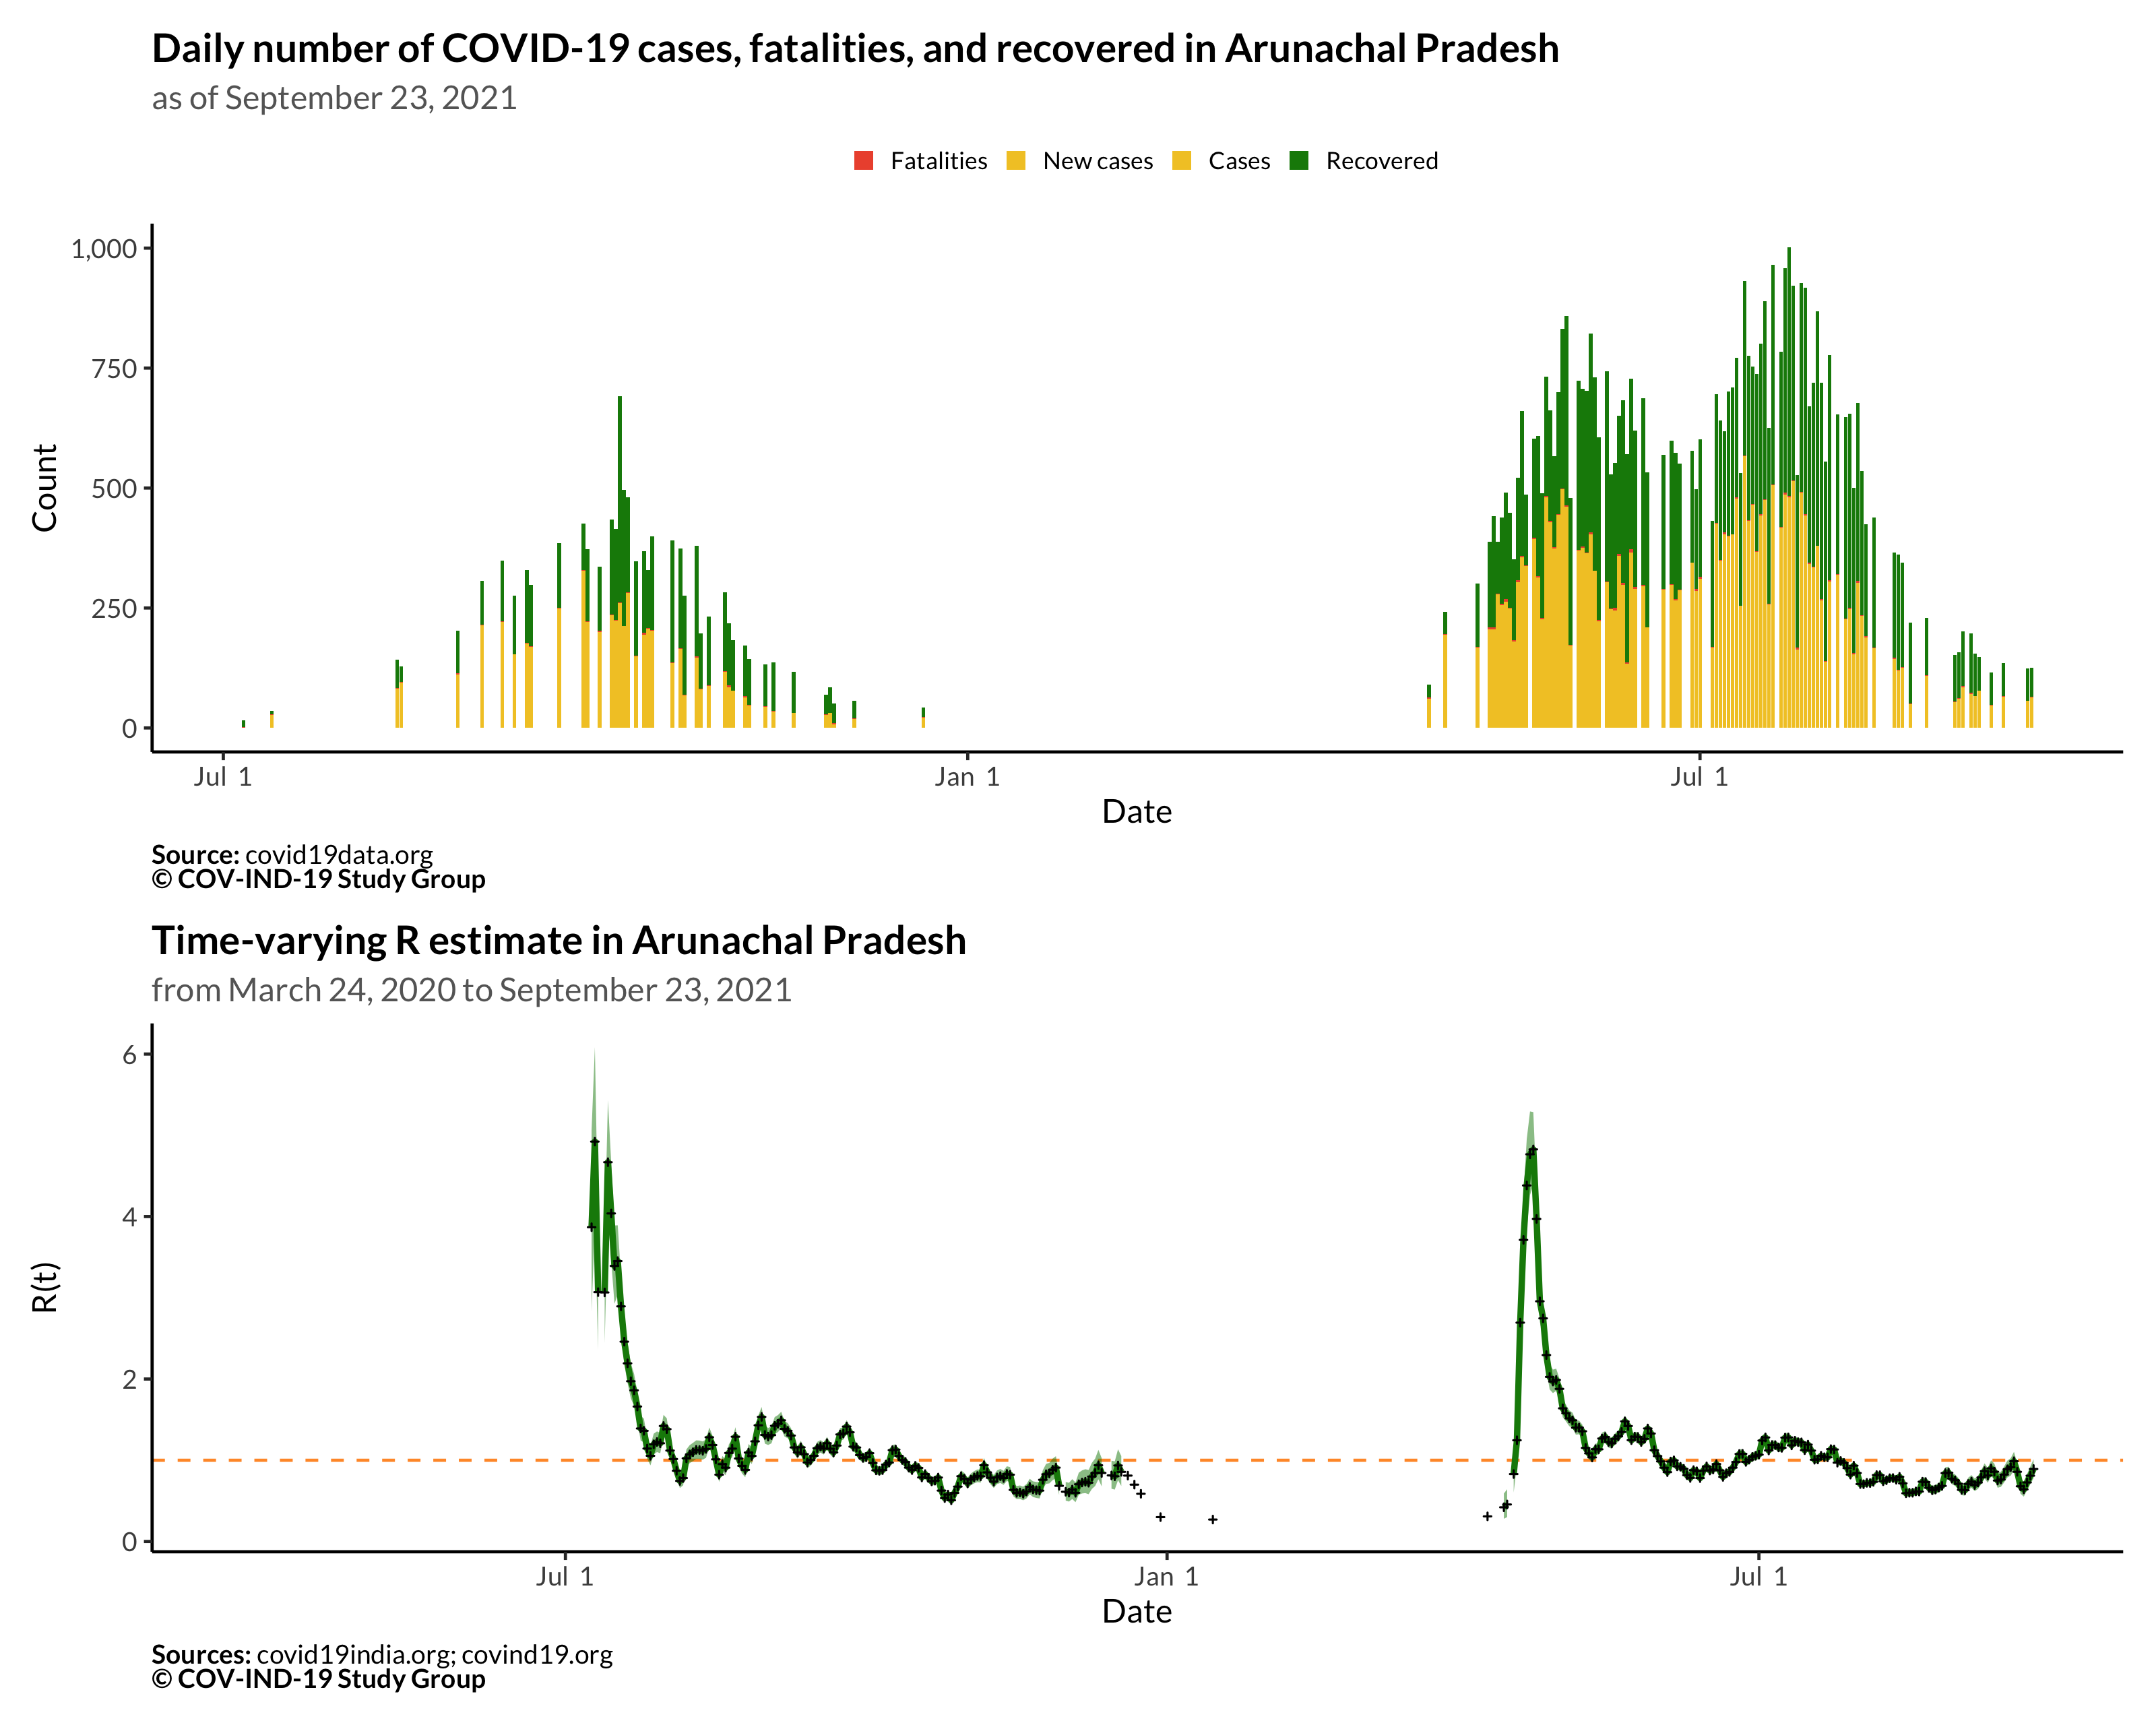 Daily number of COVID-19 cases, fatalities, and recovered in Arunachal Pradesh
as of September 23, 2021
Fatalities New cases Cases Recovered
1,000
750
500
250
0
Count
Jul 1 Jan 1 Jul 1
Date
Source: covid19data.org
© COV-IND-19 Study Group
Time-varying R estimate in Arunachal Pradesh
from March 24, 2020 to September 23, 2021
6
4
2
0
R(t)
Jul 1 Jan 1 Jul 1
Date
Sources: covid19india.org; covind19.org
© COV-IND-19 Study Group